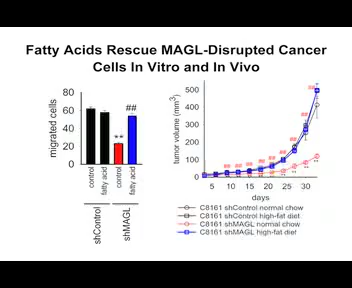 Fatty Acids Rescue MAGL-Disrupted Cancer
Cells In Vitro and In Vivo
migrated cells
80
60
40
20
0
**
##
control
fatty acid
control
fatty acid
shControl
shMAGL
tumor volume (mm3)
500
400
300
200
100
0
##
##
##
##
##
##
##
##
5
10
15
20
25
30
days
C8161 shControl normal chow
C8161 shControl high-fat diet
C8161 shMAGL normal chow
C8161 shMAGL high-fat diet